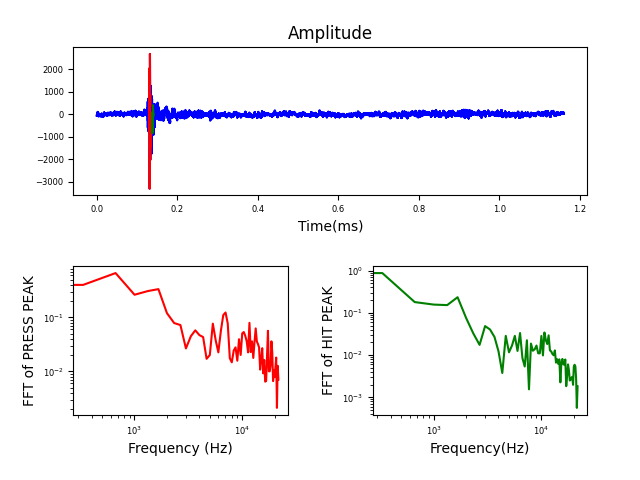 Amplitude
2000
1000
0
−1000
−2000
−3000
0.0 0.2 0.4 0.6 0.8 1.0 1.2
Time(ms)
FFT of PRESS PEAK
10⁻¹
10⁻²
10³ 10⁴
Frequency (Hz)
FFT of HIT PEAK
10⁰
10⁻¹
10⁻²
10⁻³
10³ 10⁴
Frequency(Hz)